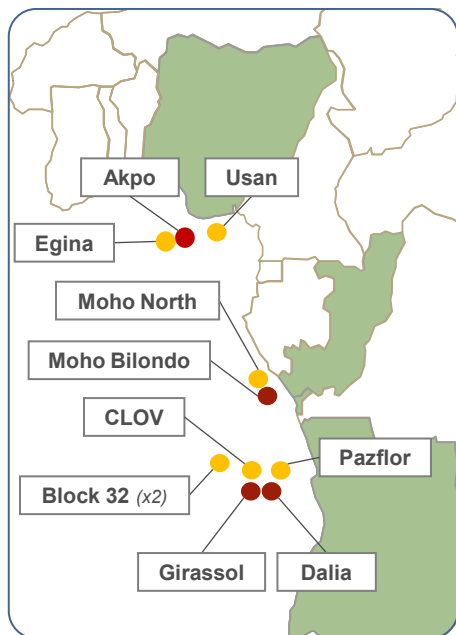 Akpo
Usan
Egina
Moho North
Moho Bilondo
CLOV
Pazflor
Block 32 (x2)
Girassol
Dalia